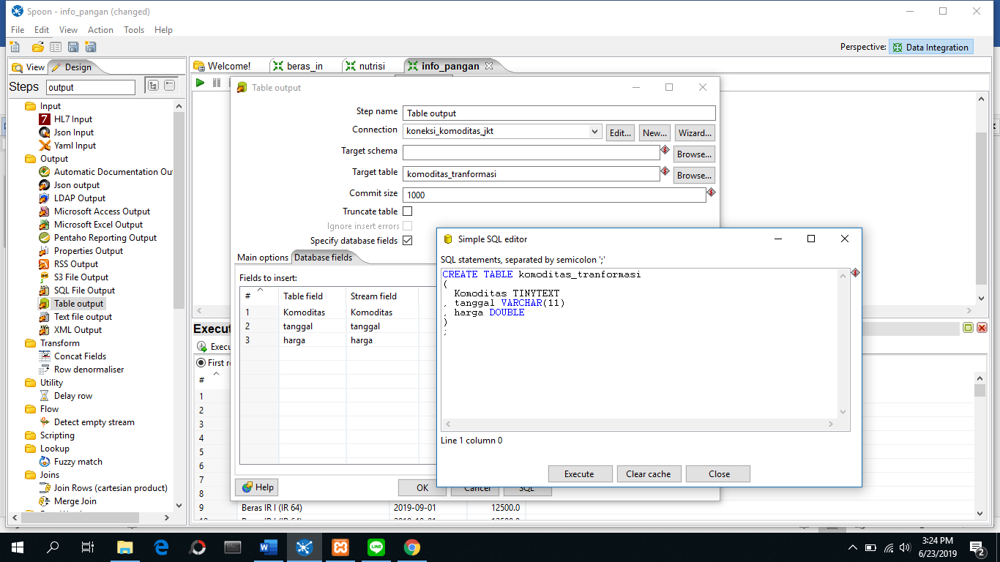 Spoon - info_pangan (changed)
File Edit View Action Tools Help
Perspective: Data Integration
View Design
Welcome! beras_in nutrisi info_pangan
Steps output
Input
HL7 Input
Json Input
Yaml Input
Output
Automatic Documentation Ou
Json output
LDAP Output
Microsoft Access Output
Microsoft Excel Output
Pentaho Reporting Output
Properties Output
RSS Output
S3 File Output
SQL File Output
Table output
Text file output
XML Output
Transform
Concat Fields
Row denormaliser
Utility
Delay row
Flow
Detect empty stream
Scripting
Lookup
Fuzzy match
Joins
Join Rows (cartesian product)
Merge Join
Table output
Step name Table output
Connection koneksi_komoditas_jkt Edit... New... Wizard...
Target schema Browse...
Target table komoditas_tranformasi Browse...
Commit size 1000
Truncate table
Ignore insert errors
Specify database fields
Main options Database fields
Fields to insert:
# Table field Stream field
1 Komoditas Komoditas
2 tanggal tanggal
3 harga harga
Help OK Cancel SQL
Simple SQL editor
SQL statements, separated by semicolon ';'
CREATE TABLE komoditas_tranformasi
(
Komoditas TINYTEXT
, tanggal VARCHAR(11)
, harga DOUBLE
)
;
Line 1 column 0
Execute Clear cache Close
Execut
Execu
First r
#
1
2
3
4
5
6
7
8
9 Beras IR I (IR 64) 2019-09-01 12500.0
3:24 PM
6/23/2019
2